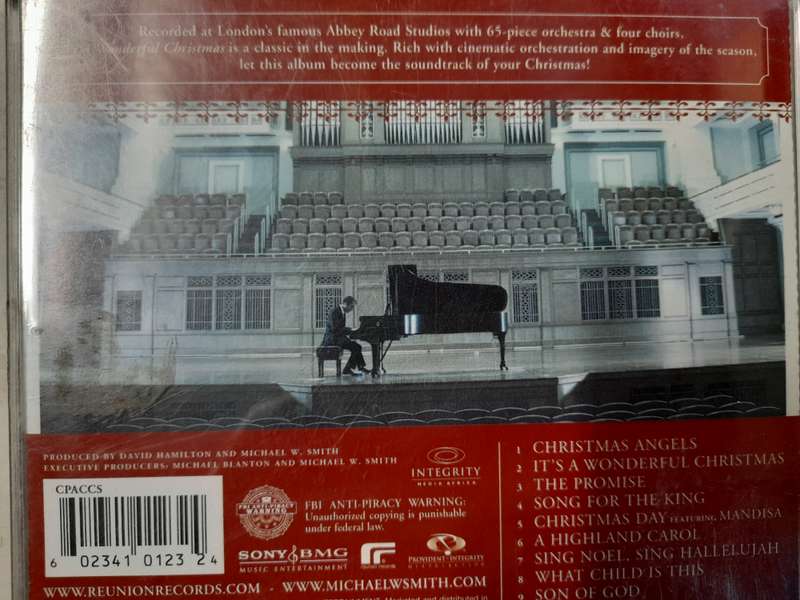 Recorded at London's famous Abbey Road Studios with 65-piece orchestra & four choirs,
Wonderful Christmas is a classic in the making. Rich with cinematic orchestration and imagery of the season,
let this album become the soundtrack of your Christmas!
PRODUCED BY DAVID HAMILTON AND MICHAEL W. SMITH
EXECUTIVE PRODUCERS: MICHAEL BLANTON AND MICHAEL W. SMITH
INTEGRITY
MEDIA AFRICA
CPACCS
6 02341 0123 2 4
FBI ANTI-PIRACY
WARNING
FBI ANTI-PIRACY WARNING:
Unauthorized copying is punishable
under federal law.
SONY BMG
MUSIC ENTERTAINMENT
PROVIDENT-INTEGRITY
WWW.REUNIONRECORDS.COM - WWW.MICHAELWSMITH.COM
1 CHRISTMAS ANGELS
2 IT'S A WONDERFUL CHRISTMAS
3 THE PROMISE
4 SONG FOR THE KING
5 CHRISTMAS DAY FEATURING MANDISA
6 A HIGHLAND CAROL
7 SING NOEL, SING HALLELUJAH
8 WHAT CHILD IS THIS
9 SON OF GOD